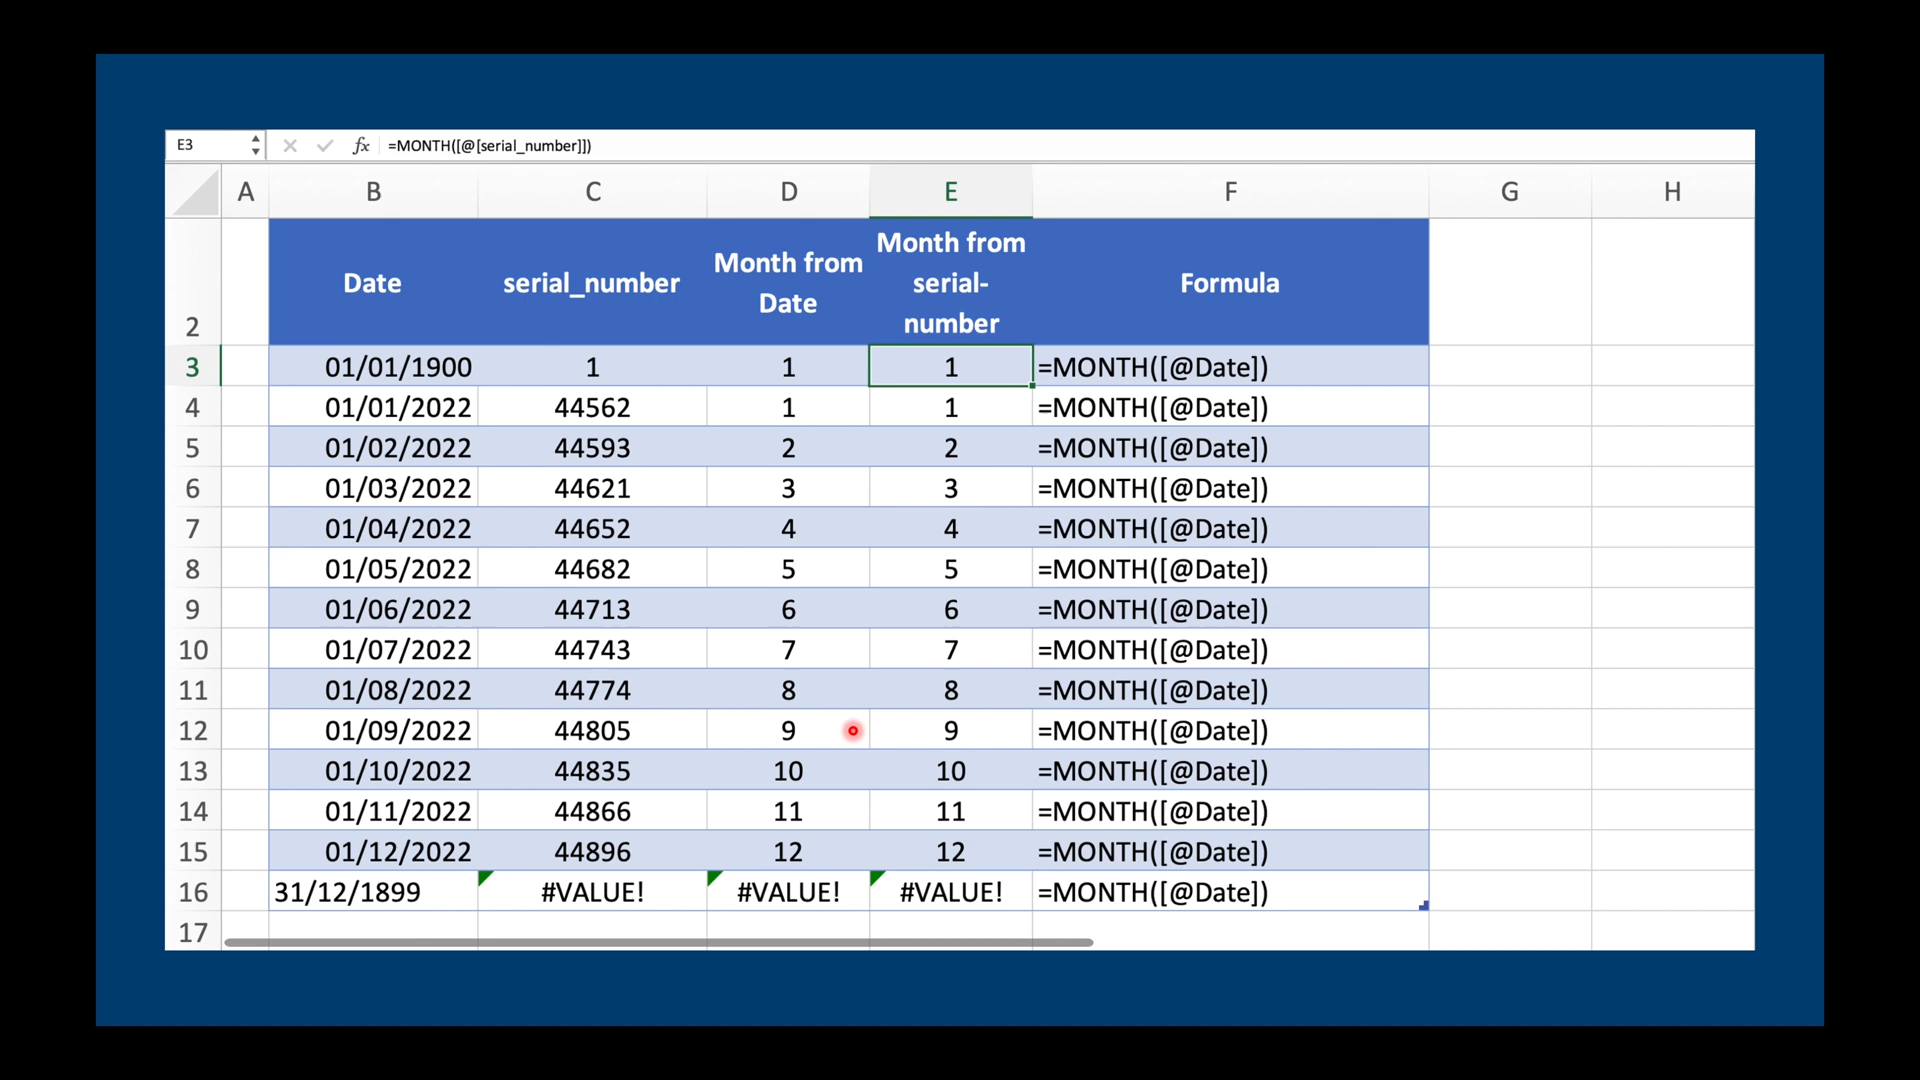 E3 fx =MONTH([@[serial_number]])
A B C D E F G H
2 Date serial_number Month from Date Month from serial-number Formula
3 01/01/1900 1 1 1 =MONTH([@Date])
4 01/01/2022 44562 1 1 =MONTH([@Date])
5 01/02/2022 44593 2 2 =MONTH([@Date])
6 01/03/2022 44621 3 3 =MONTH([@Date])
7 01/04/2022 44652 4 4 =MONTH([@Date])
8 01/05/2022 44682 5 5 =MONTH([@Date])
9 01/06/2022 44713 6 6 =MONTH([@Date])
10 01/07/2022 44743 7 7 =MONTH([@Date])
11 01/08/2022 44774 8 8 =MONTH([@Date])
12 01/09/2022 44805 9 9 =MONTH([@Date])
13 01/10/2022 44835 10 10 =MONTH([@Date])
14 01/11/2022 44866 11 11 =MONTH([@Date])
15 01/12/2022 44896 12 12 =MONTH([@Date])
16 31/12/1899 #VALUE! #VALUE! #VALUE! =MONTH([@Date])
17